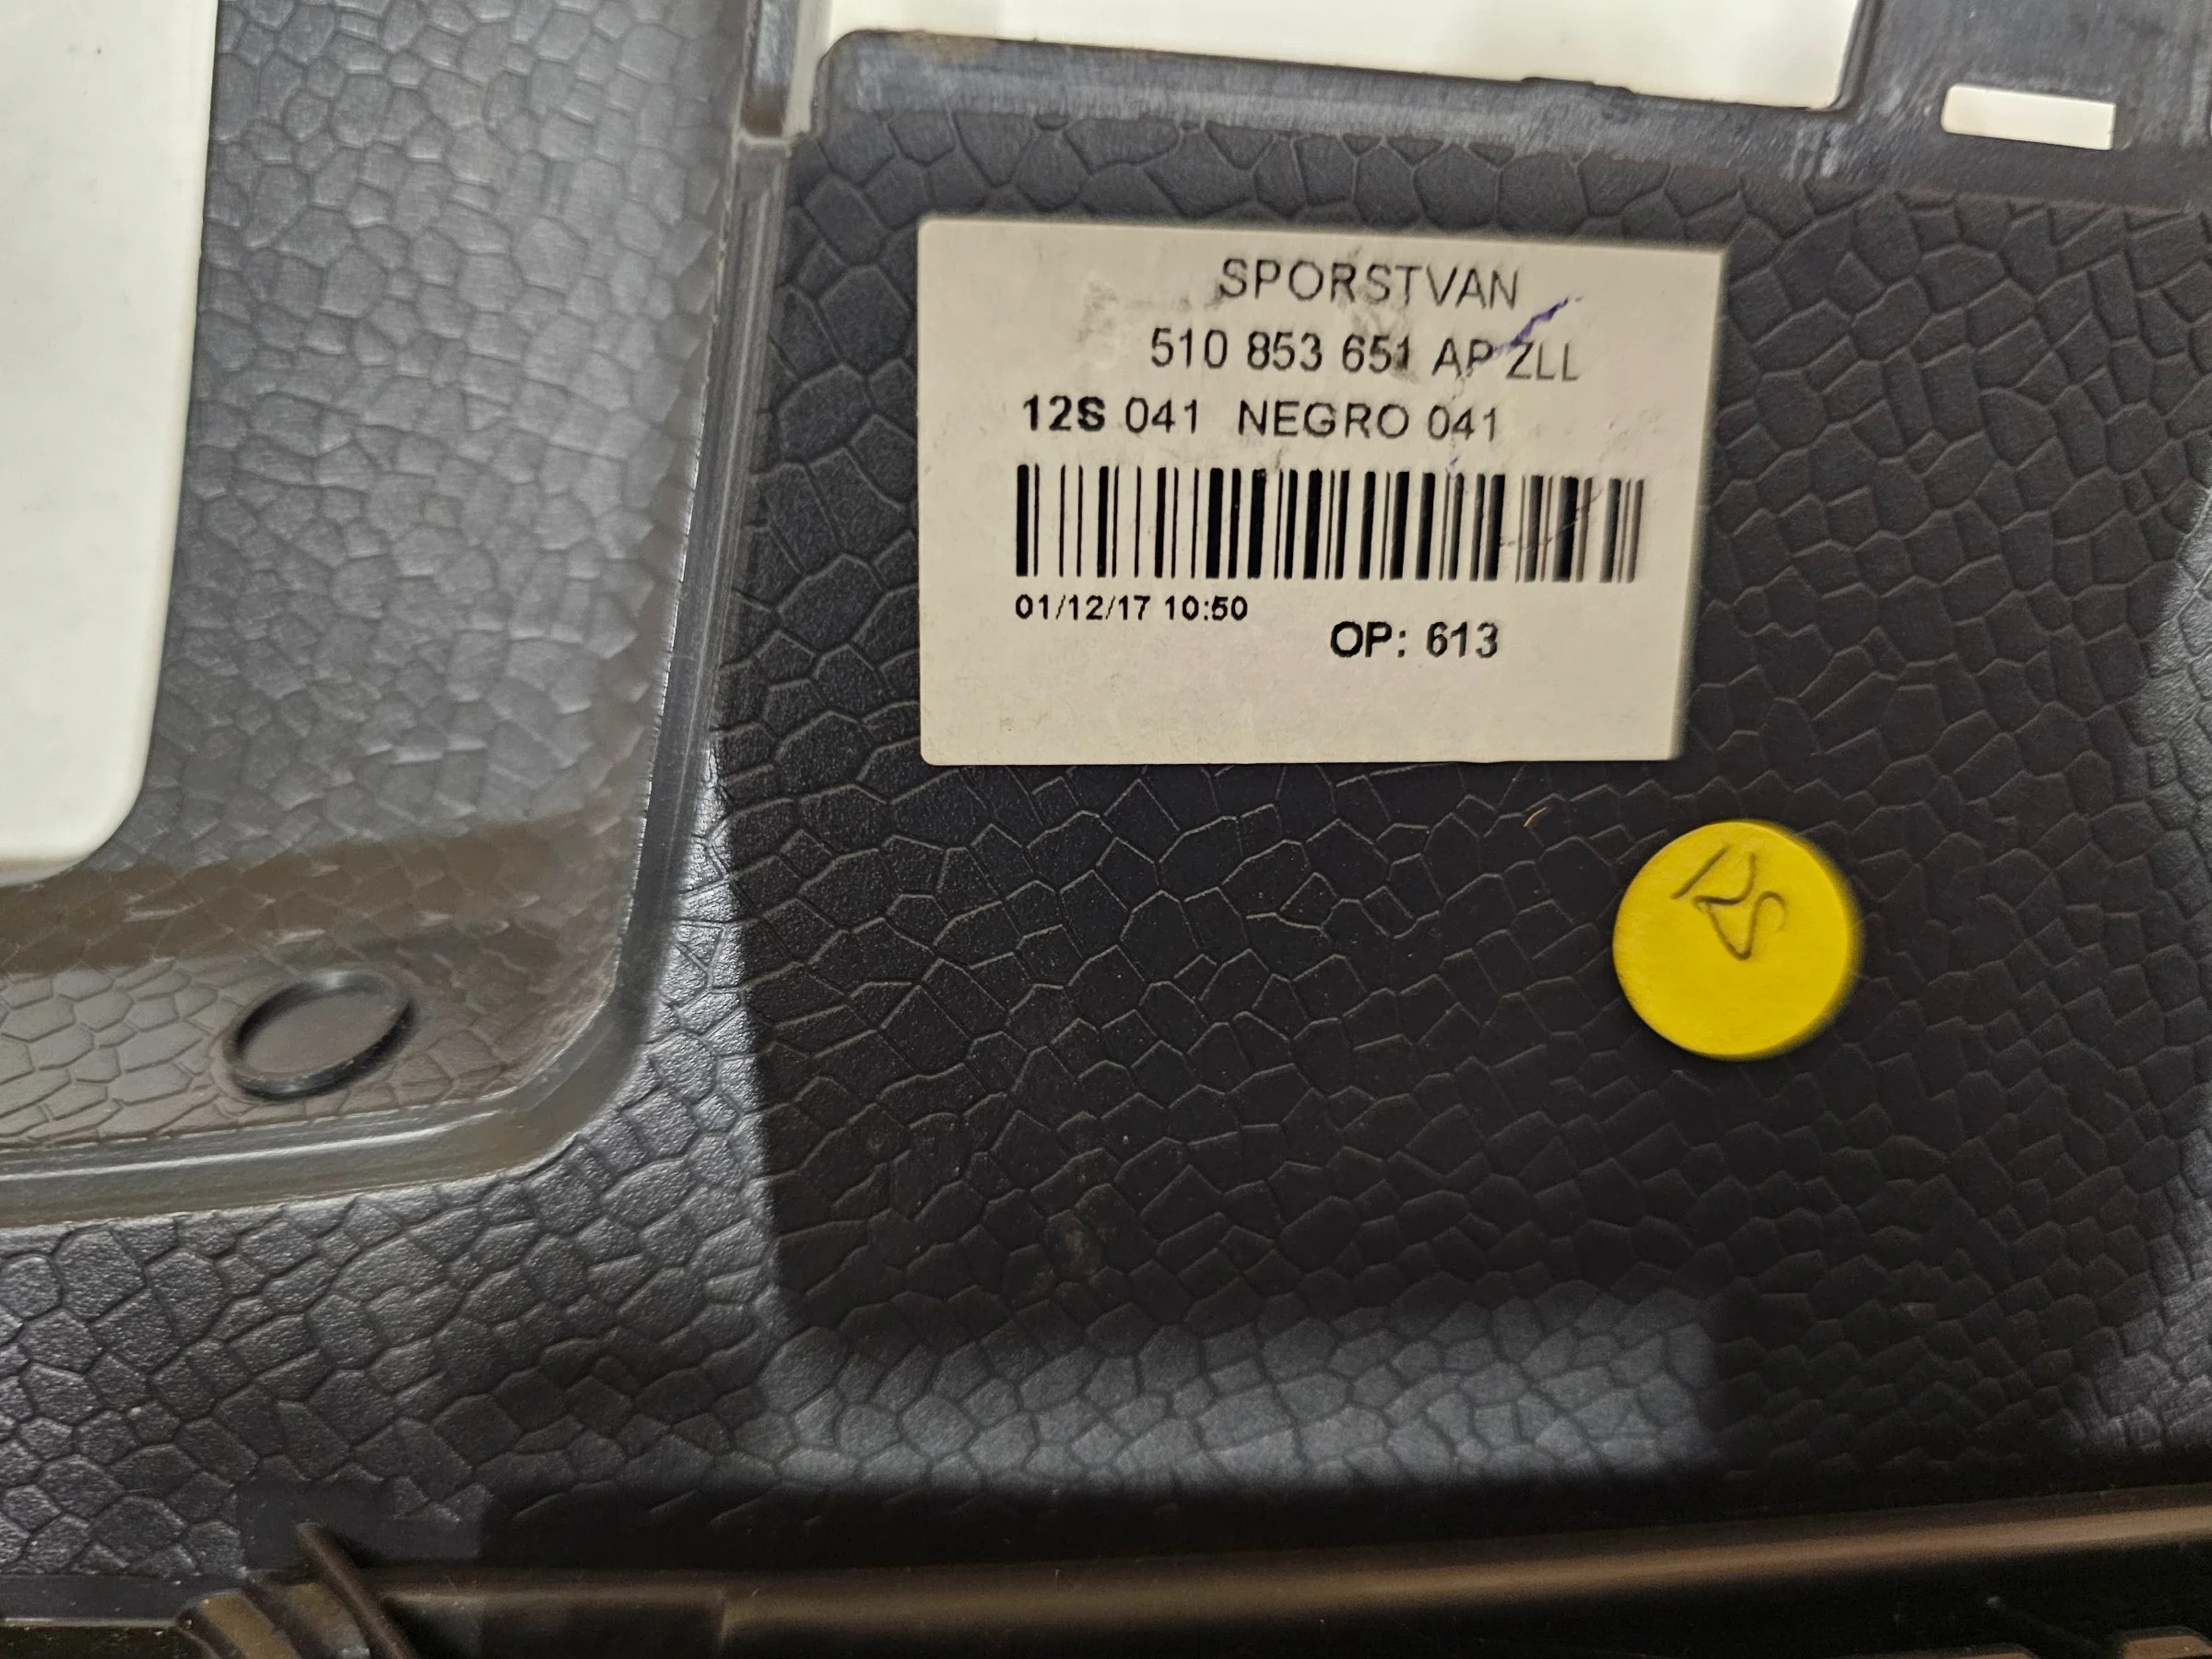 SPORSTVAN
510 853 651 AP ZLL
12S 041 NEGRO 041
01/12/17 10:50
OP: 613
12S